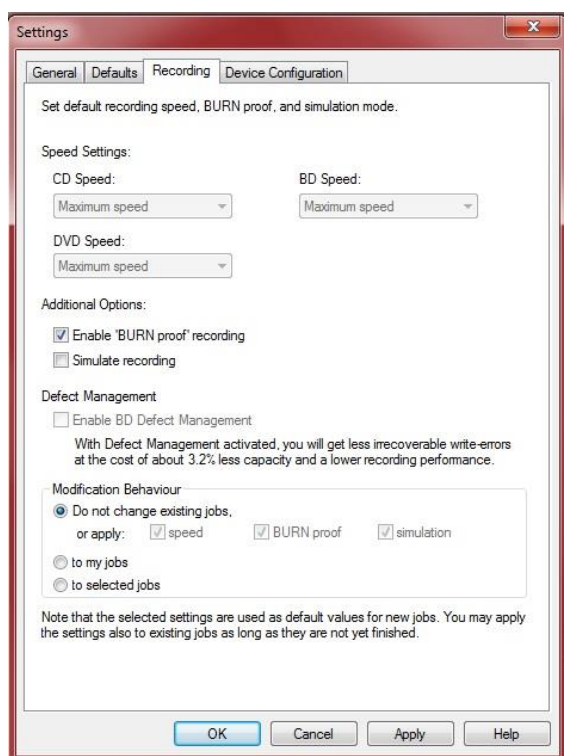 Settings
General Defaults Recording Device Configuration
Set default recording speed, BURN proof, and simulation mode.
Speed Settings:
CD Speed: BD Speed:
Maximum speed Maximum speed
DVD Speed:
Maximum speed
Additional Options:
Enable 'BURN proof' recording
Simulate recording
Defect Management
Enable BD Defect Management
With Defect Management activated, you will get less irrecoverable write-errors
at the cost of about 3.2% less capacity and a lower recording performance.
Modification Behaviour
Do not change existing jobs,
or apply: speed BURN proof simulation
to my jobs
to selected jobs
Note that the selected settings are used as default values for new jobs. You may apply
the settings also to existing jobs as long as they are not yet finished.
OK Cancel Apply Help